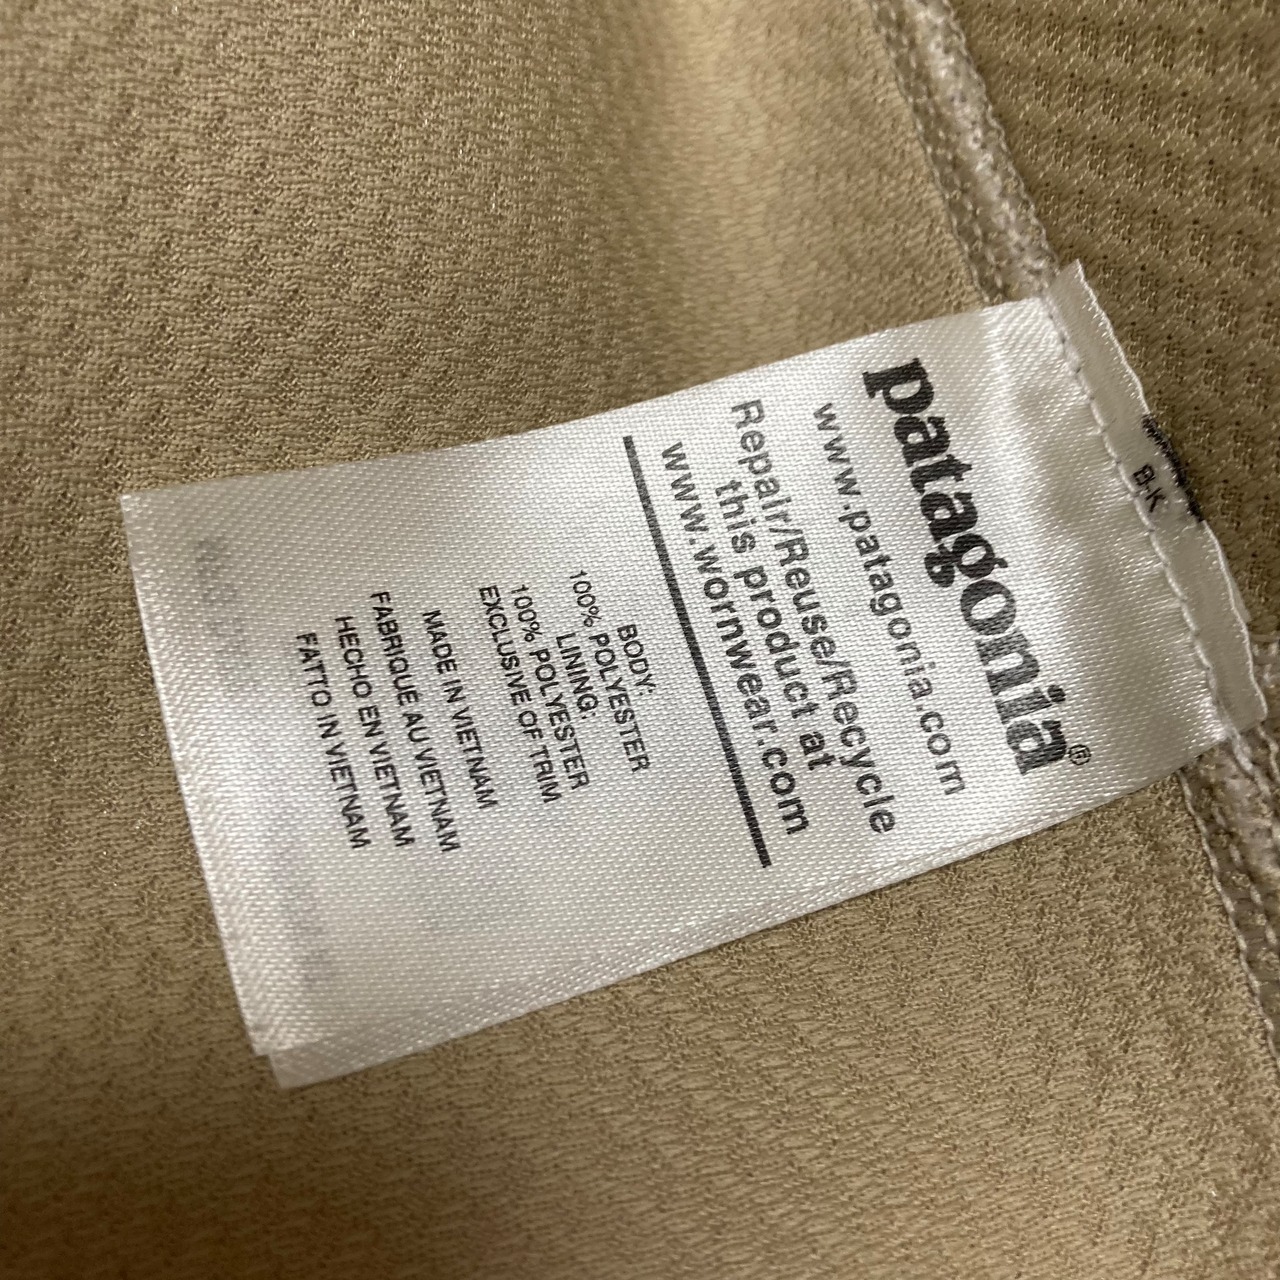 B-K
patagonia®
www.patagonia.com
Repair/Reuse/Recycle
this product at
www.wornwear.com
BODY:
100% POLYESTER
LINING:
100% POLYESTER
EXCLUSIVE OF TRIM
MADE IN VIETNAM
FABRIQUÉ AU VIETNAM
HECHO EN VIETNAM
FATTO IN VIETNAM